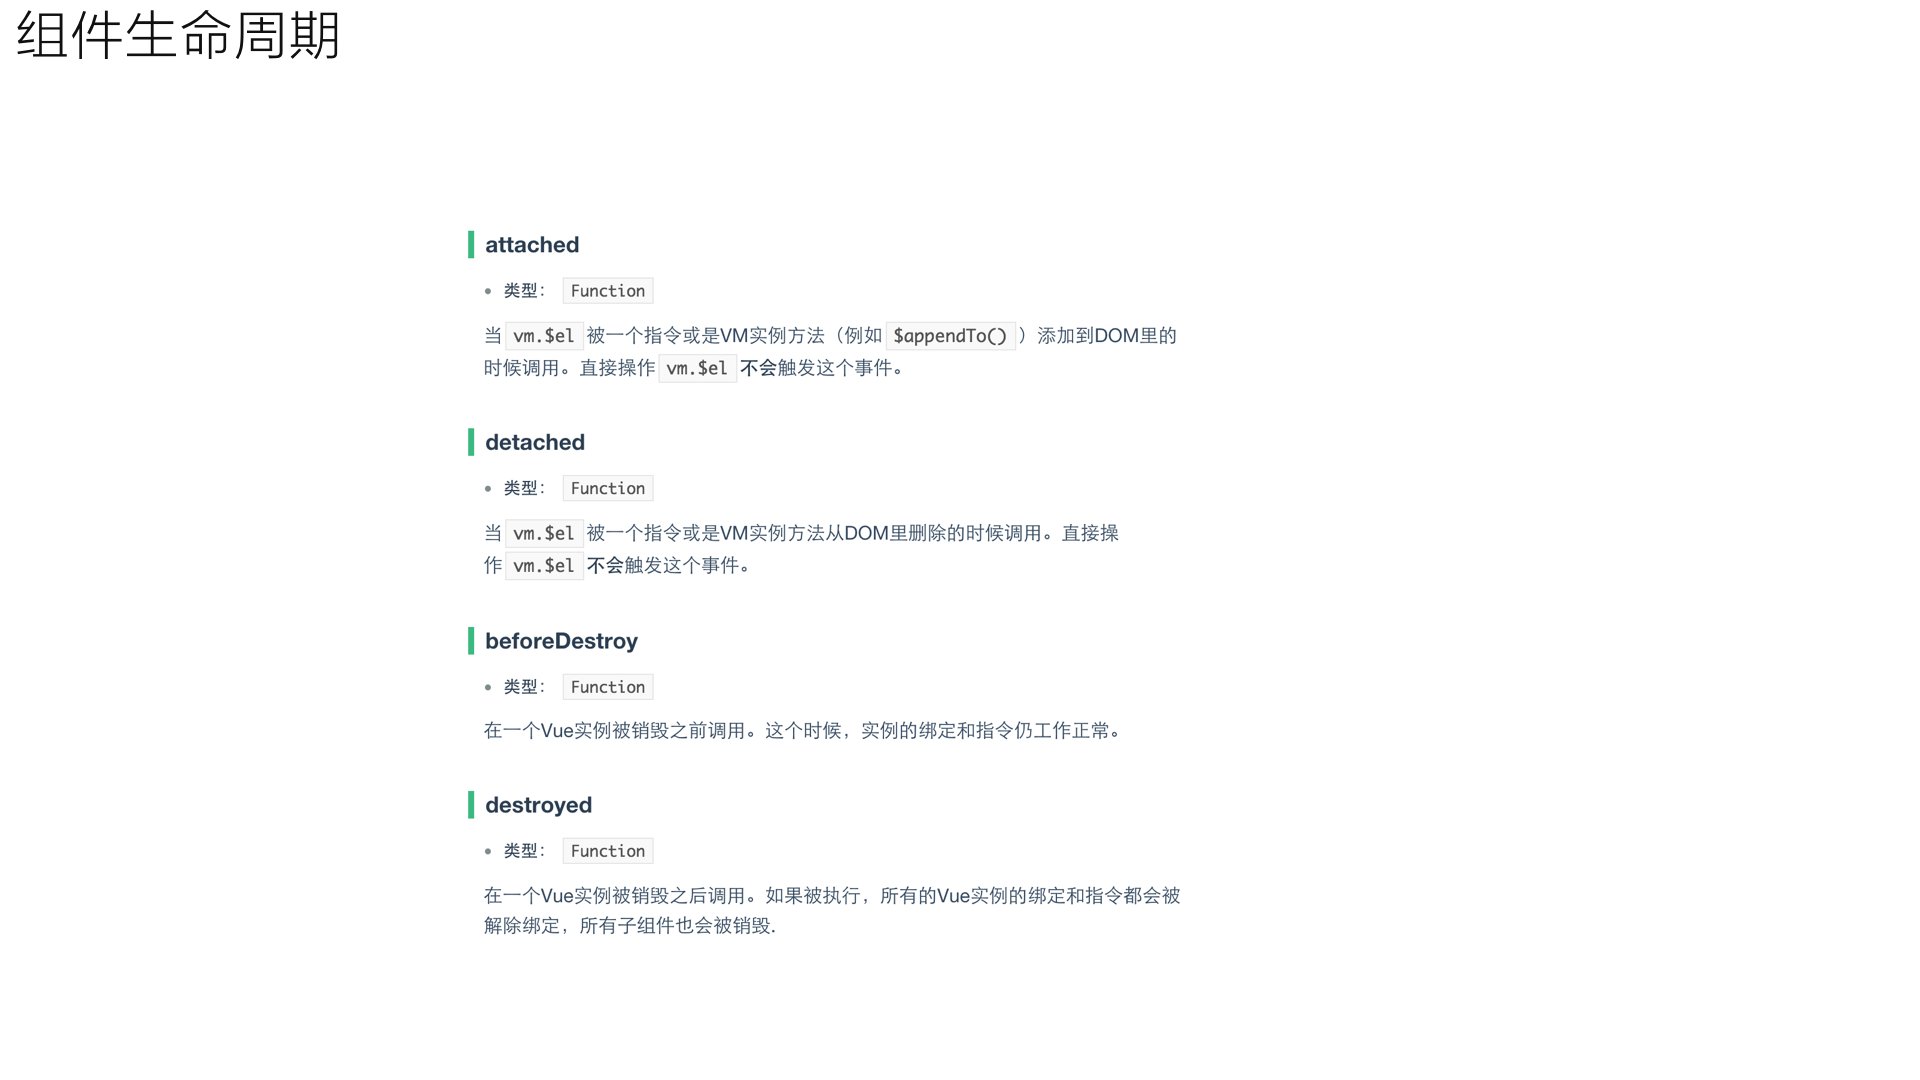 组件生命周期
attached
• 类型： Function
当 vm.$el 被一个指令或是VM实例方法（例如 $appendTo() ）添加到DOM里的
时候调用。直接操作 vm.$el 不会触发这个事件。
detached
• 类型： Function
当 vm.$el 被一个指令或是VM实例方法从DOM里删除的时候调用。直接操
作 vm.$el 不会触发这个事件。
beforeDestroy
• 类型： Function
在一个Vue实例被销毁之前调用。这个时候，实例的绑定和指令仍工作正常。
destroyed
• 类型： Function
在一个Vue实例被销毁之后调用。如果被执行，所有的Vue实例的绑定和指令都会被
解除绑定，所有子组件也会被销毁.